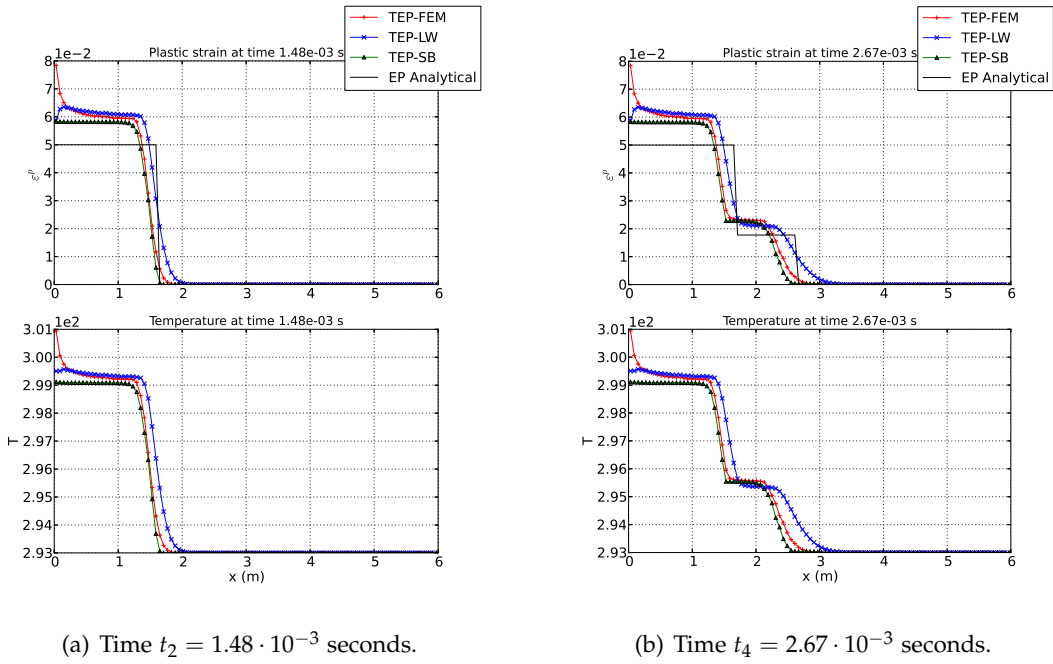 TEP-FEM
TEP-LW
TEP-SB
EP Analytical
8 1e−2
Plastic strain at time 1.48e-03 s
7
6
5
4
3
2
1
0
εᵖ
0 1 2 3 4 5 6
3.01 1e2
Temperature at time 1.48e-03 s
3.00
2.99
2.98
2.97
2.96
2.95
2.94
2.93
T
0 1 2 3 4 5 6
x (m)
(a) Time t₂ = 1.48 · 10⁻³ seconds.
TEP-FEM
TEP-LW
TEP-SB
EP Analytical
8 1e−2
Plastic strain at time 2.67e-03 s
7
6
5
4
3
2
1
0
εᵖ
0 1 2 3 4 5 6
3.01 1e2
Temperature at time 2.67e-03 s
3.00
2.99
2.98
2.97
2.96
2.95
2.94
2.93
T
0 1 2 3 4 5 6
x (m)
(b) Time t₄ = 2.67 · 10⁻³ seconds.